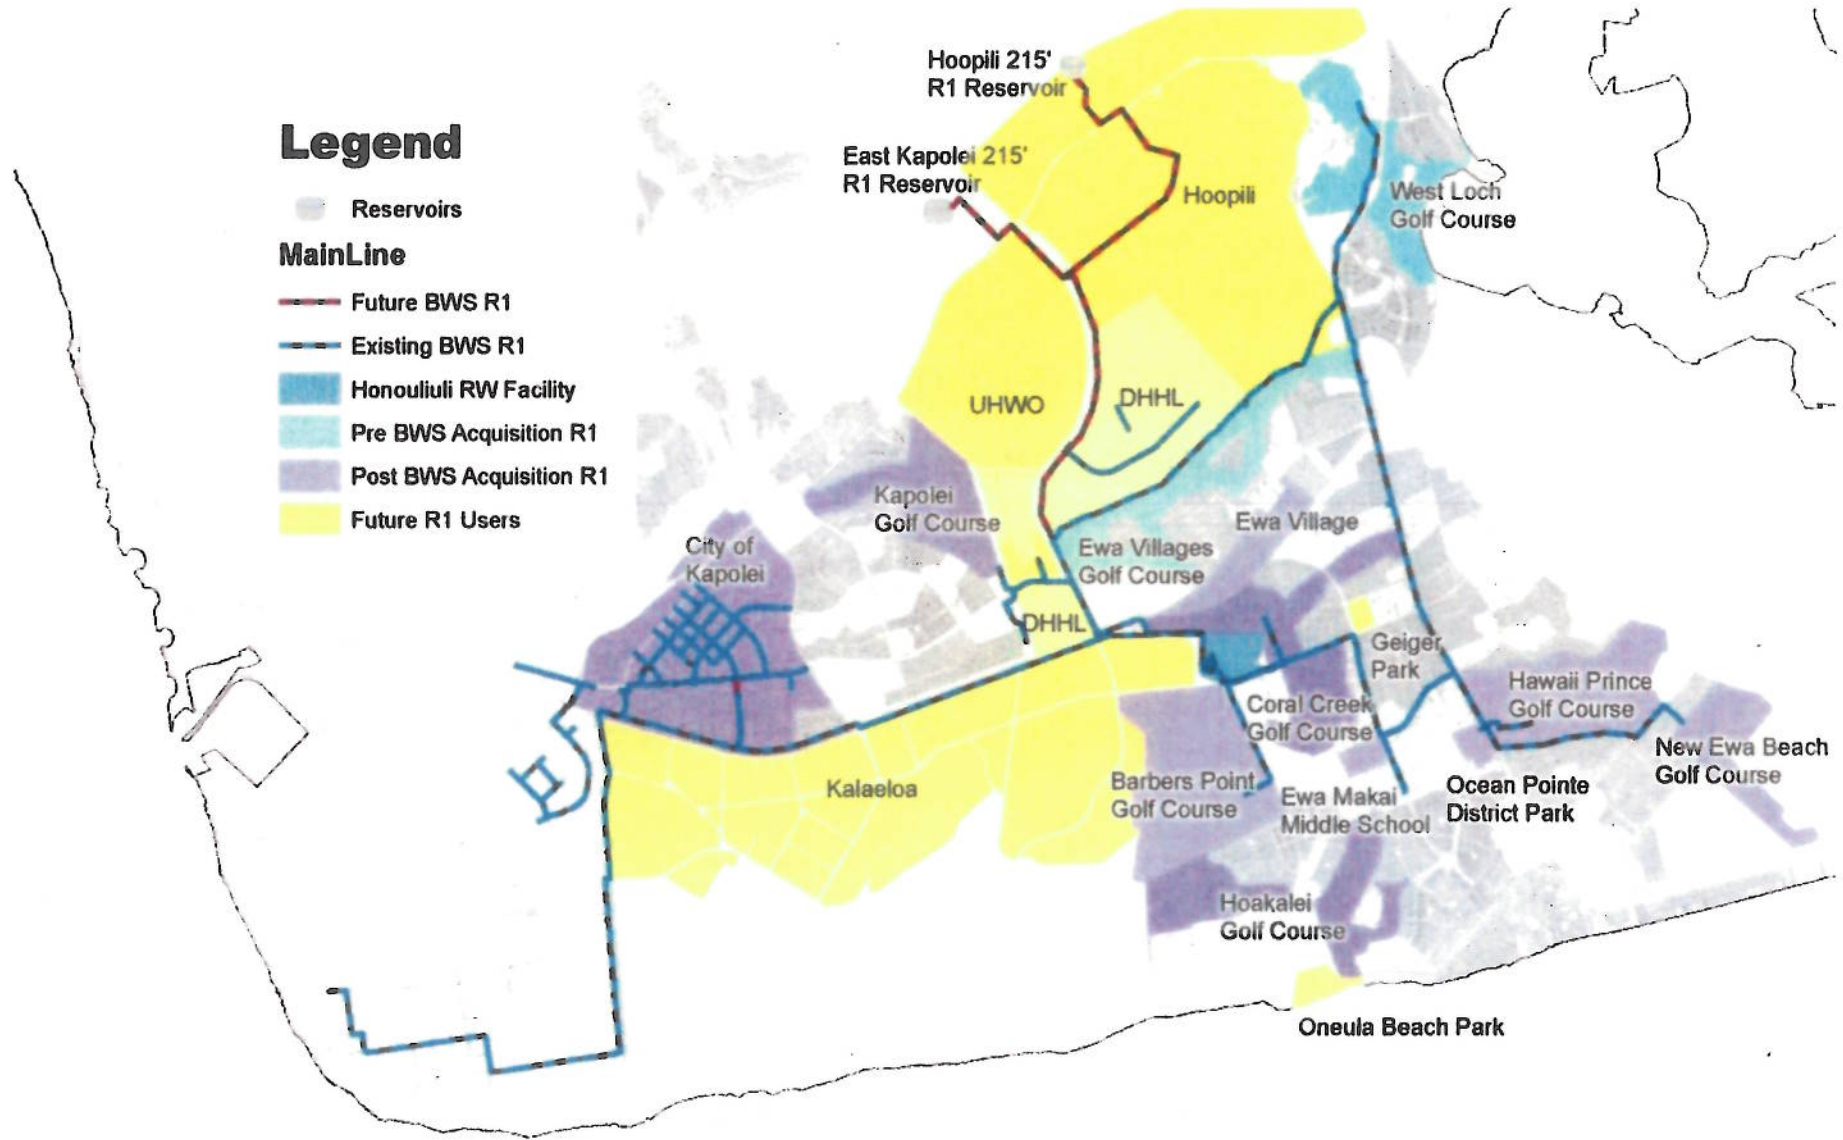 Legend
Reservoirs
MainLine
Future BWS R1
Existing BWS R1
Honouliuli RW Facility
Pre BWS Acquisition R1
Post BWS Acquisition R1
Future R1 Users
Hoopili 215'
R1 Reservoir
East Kapolei 215'
R1 Reservoir
Hoopili
West Loch
Golf Course
UHWO
DHHL
Kapolei
Golf Course
Ewa Village
City of
Kapolei
Ewa Villages
Golf Course
DHHL
Geiger
Park
Hawaii Prince
Golf Course
Coral Creek
Golf Course
New Ewa Beach
Golf Course
Kalaeloa
Barbers Point
Golf Course
Ewa Makai
Middle School
Ocean Pointe
District Park
Hoakalei
Golf Course
Oneula Beach Park